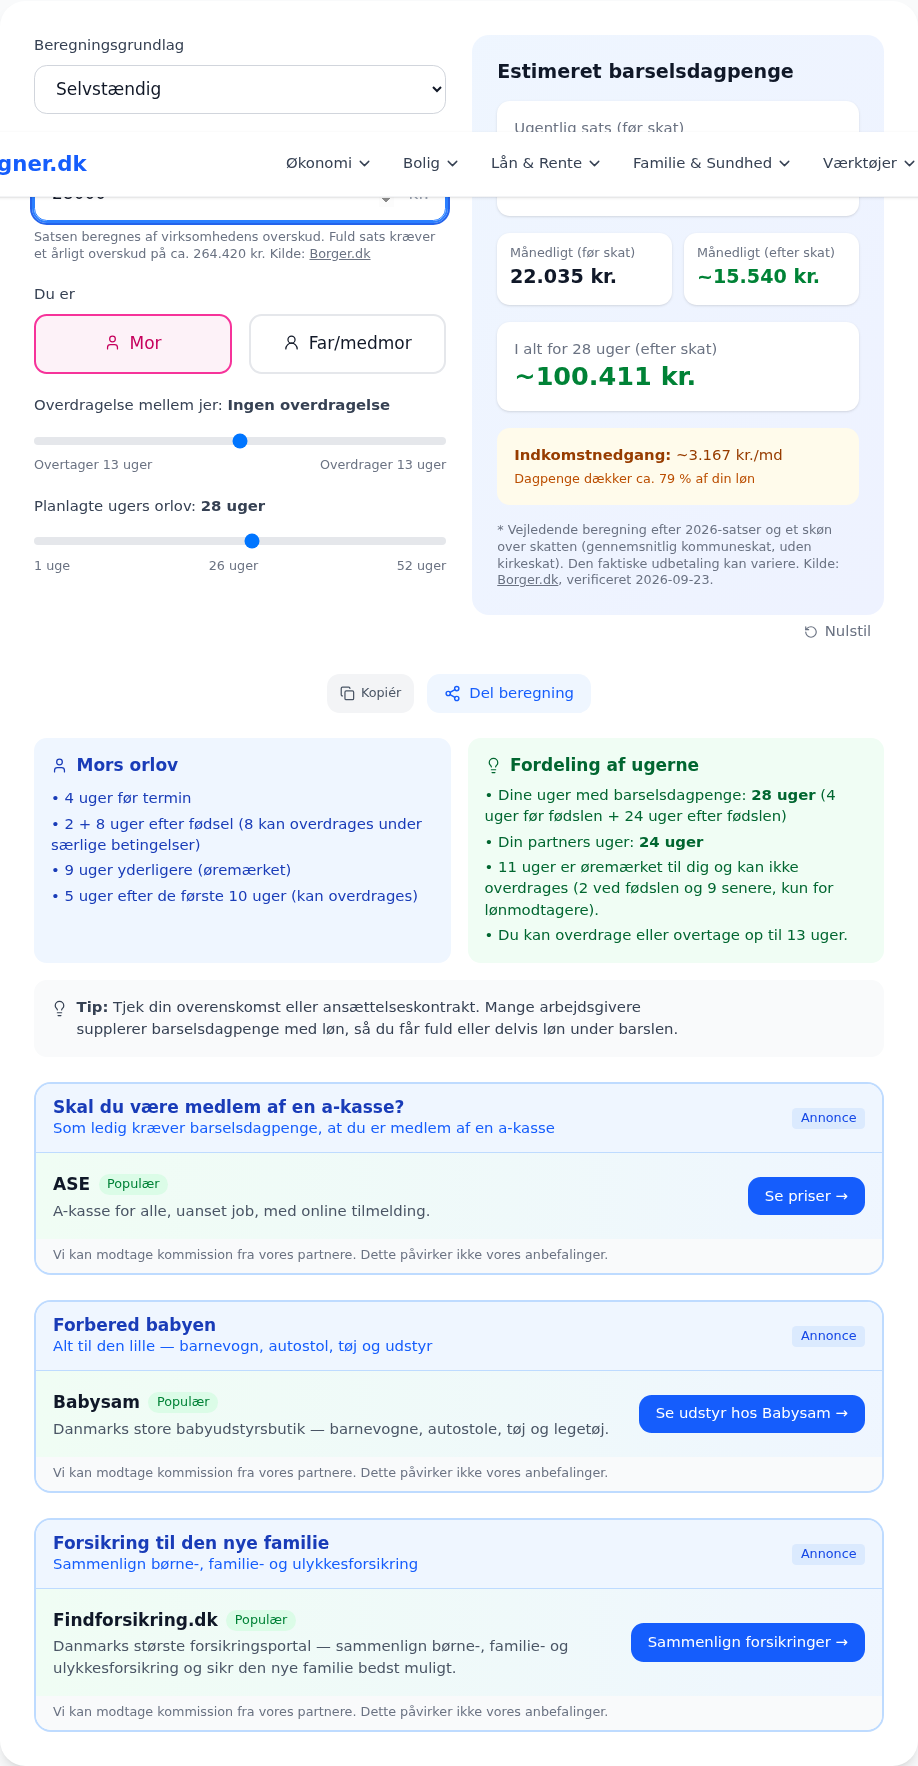 Beregningsgrundlag
Selvstændig
Estimeret barselsdagpenge
Ugentlig sats (før skat)
gner.dk
Økonomi
Bolig
Lån & Rente
Familie & Sundhed
Værktøjer
Satsen beregnes af virksomhedens overskud. Fuld sats kræver
et årligt overskud på ca. 264.420 kr. Kilde: Borger.dk
Du er
Mor
Far/medmor
Overdragelse mellem jer: Ingen overdragelse
Overtager 13 uger
Overdrager 13 uger
Planlagte ugers orlov: 28 uger
1 uge
26 uger
52 uger
Månedligt (før skat)
22.035 kr.
Månedligt (efter skat)
~15.540 kr.
I alt for 28 uger (efter skat)
~100.411 kr.
Indkomstnedgang: ~3.167 kr./md
Dagpenge dækker ca. 79 % af din løn
* Vejledende beregning efter 2026-satser og et skøn
over skatten (gennemsnitlig kommuneskat, uden
kirkeskat). Den faktiske udbetaling kan variere. Kilde:
Borger.dk, verificeret 2026-09-23.
Nulstil
Kopiér
Del beregning
Mors orlov
• 4 uger før termin
• 2 + 8 uger efter fødsel (8 kan overdrages under
særlige betingelser)
• 9 uger yderligere (øremærket)
• 5 uger efter de første 10 uger (kan overdrages)
Fordeling af ugerne
• Dine uger med barselsdagpenge: 28 uger (4
uger før fødslen + 24 uger efter fødslen)
• Din partners uger: 24 uger
• 11 uger er øremærket til dig og kan ikke
overdrages (2 ved fødslen og 9 senere, kun for
lønmodtagere).
• Du kan overdrage eller overtage op til 13 uger.
Tip: Tjek din overenskomst eller ansættelseskontrakt. Mange arbejdsgivere
supplerer barselsdagpenge med løn, så du får fuld eller delvis løn under barslen.
Skal du være medlem af en a-kasse?
Som ledig kræver barselsdagpenge, at du er medlem af en a-kasse
Annonce
ASE
Populær
A-kasse for alle, uanset job, med online tilmelding.
Se priser →
Vi kan modtage kommission fra vores partnere. Dette påvirker ikke vores anbefalinger.
Forbered babyen
Alt til den lille — barnevogn, autostol, tøj og udstyr
Annonce
Babysam
Populær
Danmarks store babyudstyrsbutik — barnevogne, autostole, tøj og legetøj.
Se udstyr hos Babysam →
Vi kan modtage kommission fra vores partnere. Dette påvirker ikke vores anbefalinger.
Forsikring til den nye familie
Sammenlign børne-, familie- og ulykkesforsikring
Annonce
Findforsikring.dk
Populær
Danmarks største forsikringsportal — sammenlign børne-, familie- og
ulykkesforsikring og sikr den nye familie bedst muligt.
Sammenlign forsikringer →
Vi kan modtage kommission fra vores partnere. Dette påvirker ikke vores anbefalinger.